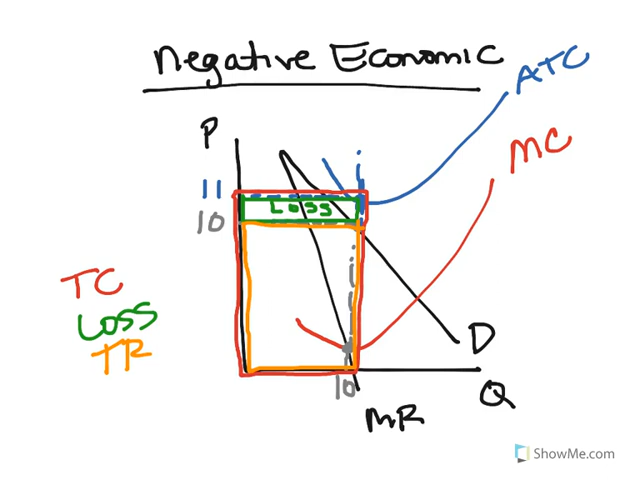 Negative Economic
ATC
P
MC
11
Loss
10
TC
Loss
TR
D
10
Q
MR
ShowMe.com